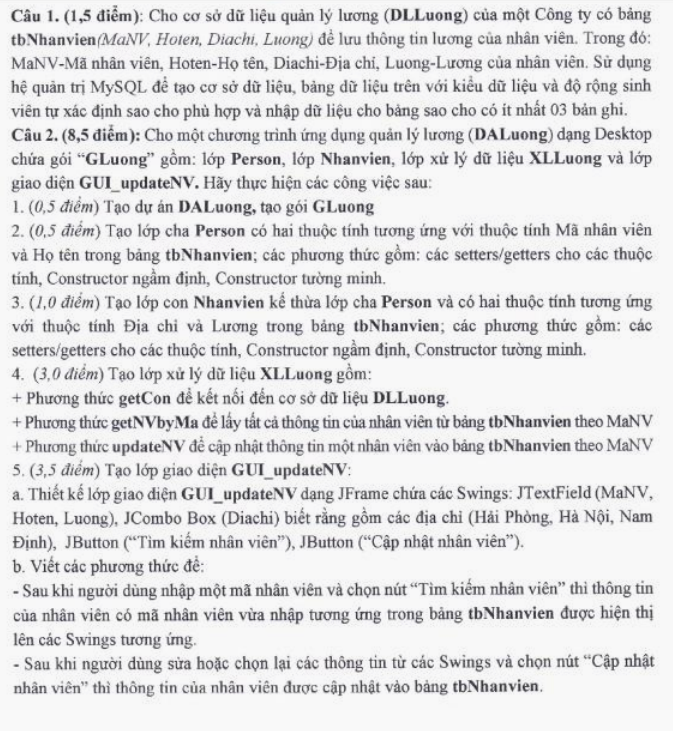 Câu 1. (1,5 điểm): Cho cơ sở dữ liệu quản lý lương (DLLuong) của một Công ty có bảng
tbNhanvien(MaNV, Hoten, Diachi, Luong) để lưu thông tin lương của nhân viên. Trong đó:
MaNV-Mã nhân viên, Hoten-Họ tên, Diachi-Địa chỉ, Luong-Lương của nhân viên. Sử dụng
hệ quản trị MySQL để tạo cơ sở dữ liệu, bảng dữ liệu trên với kiểu dữ liệu và độ rộng sinh
viên tự xác định sao cho phù hợp và nhập dữ liệu cho bảng sao cho có ít nhất 03 bản ghi.
Câu 2. (8,5 điểm): Cho một chương trình ứng dụng quản lý lương (DALuong) dạng Desktop
chứa gói “GLuong” gồm: lớp Person, lớp Nhanvien, lớp xử lý dữ liệu XLLuong và lớp
giao diện GUI_updateNV. Hãy thực hiện các công việc sau:
1. (0,5 điểm) Tạo dự án DALuong, tạo gói GLuong
2. (0,5 điểm) Tạo lớp cha Person có hai thuộc tính tương ứng với thuộc tính Mã nhân viên
và Họ tên trong bảng tbNhanvien; các phương thức gồm: các setters/getters cho các thuộc
tính, Constructor ngầm định, Constructor tường minh.
3. (1,0 điểm) Tạo lớp con Nhanvien kế thừa lớp cha Person và có hai thuộc tính tương ứng
với thuộc tính Địa chỉ và Lương trong bảng tbNhanvien; các phương thức gồm: các
setters/getters cho các thuộc tính, Constructor ngầm định, Constructor tường minh.
4. (3,0 điểm) Tạo lớp xử lý dữ liệu XLLuong gồm:
+ Phương thức getCon để kết nối đến cơ sở dữ liệu DLLuong.
+ Phương thức getNVbyMa để lấy tất cả thông tin của nhân viên từ bảng tbNhanvien theo MaNV
+ Phương thức updateNV để cập nhật thông tin một nhân viên vào bảng tbNhanvien theo MaNV
5. (3,5 điểm) Tạo lớp giao diện GUI_updateNV:
a. Thiết kế lớp giao diện GUI_updateNV dạng JFrame chứa các Swings: JTextField (MaNV,
Hoten, Luong), JCombo Box (Diachi) biết rằng gồm các địa chỉ (Hải Phòng, Hà Nội, Nam
Định), JButton (“Tìm kiếm nhân viên”), JButton (“Cập nhật nhân viên”).
b. Viết các phương thức để:
- Sau khi người dùng nhập một mã nhân viên và chọn nút “Tìm kiếm nhân viên” thì thông tin
của nhân viên có mã nhân viên vừa nhập tương ứng trong bảng tbNhanvien được hiện thị
lên các Swings tương ứng.
- Sau khi người dùng sửa hoặc chọn lại các thông tin từ các Swings và chọn nút “Cập nhật
nhân viên” thì thông tin của nhân viên được cập nhật vào bảng tbNhanvien.